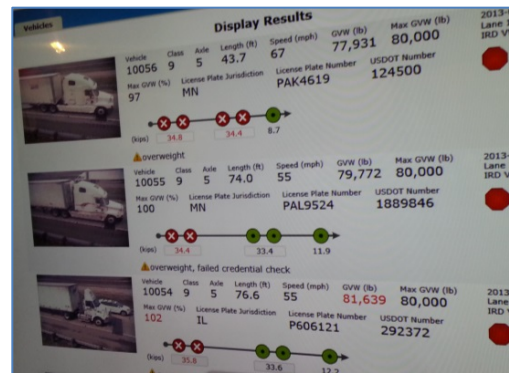 Vehicles
Display Results
Vehicle Class Axle Length (ft) Speed (mph) GVW (lb) Max GVW (lb) 2013-
10056 9 5 43.7 67 77,931 80,000 Lane
Max GVW (%) License Plate Jurisdiction License Plate Number USDOT Number IRD V
97 MN PAK4619 124500
(kips) 34.8 34.4 8.7
overweight
Vehicle Class Axle Length (ft) Speed (mph) GVW (lb) Max GVW (lb) 2013-
10055 9 5 74.0 55 79,772 80,000 Lane
Max GVW (%) License Plate Jurisdiction License Plate Number USDOT Number IRD V
100 MN PAL9524 1889846
(kips) 34.4 33.4 11.9
overweight, failed credential check
Vehicle Class Axle Length (ft) Speed (mph) GVW (lb) Max GVW (lb) 2013
10054 9 5 76.6 55 81,639 80,000 Lane
Max GVW (%) License Plate Jurisdiction License Plate Number USDOT Number IRD V
102 IL P606121 292372
(kips) 35.8 33.6 12.2